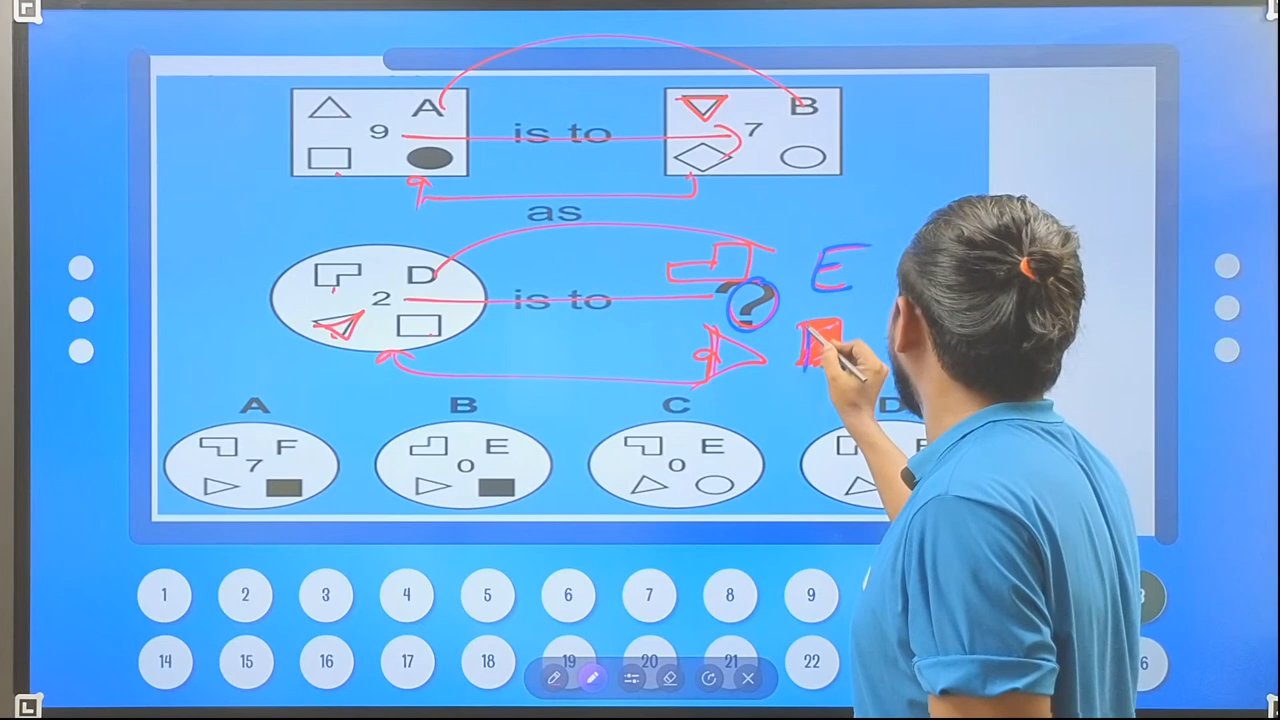 A B
9 is to 7
as
D E
2 is to ?
A B C D
F E E
7 0 0
1 2 3 4 5 6 7 8 9
14 15 16 17 18 19 20 21 22 6